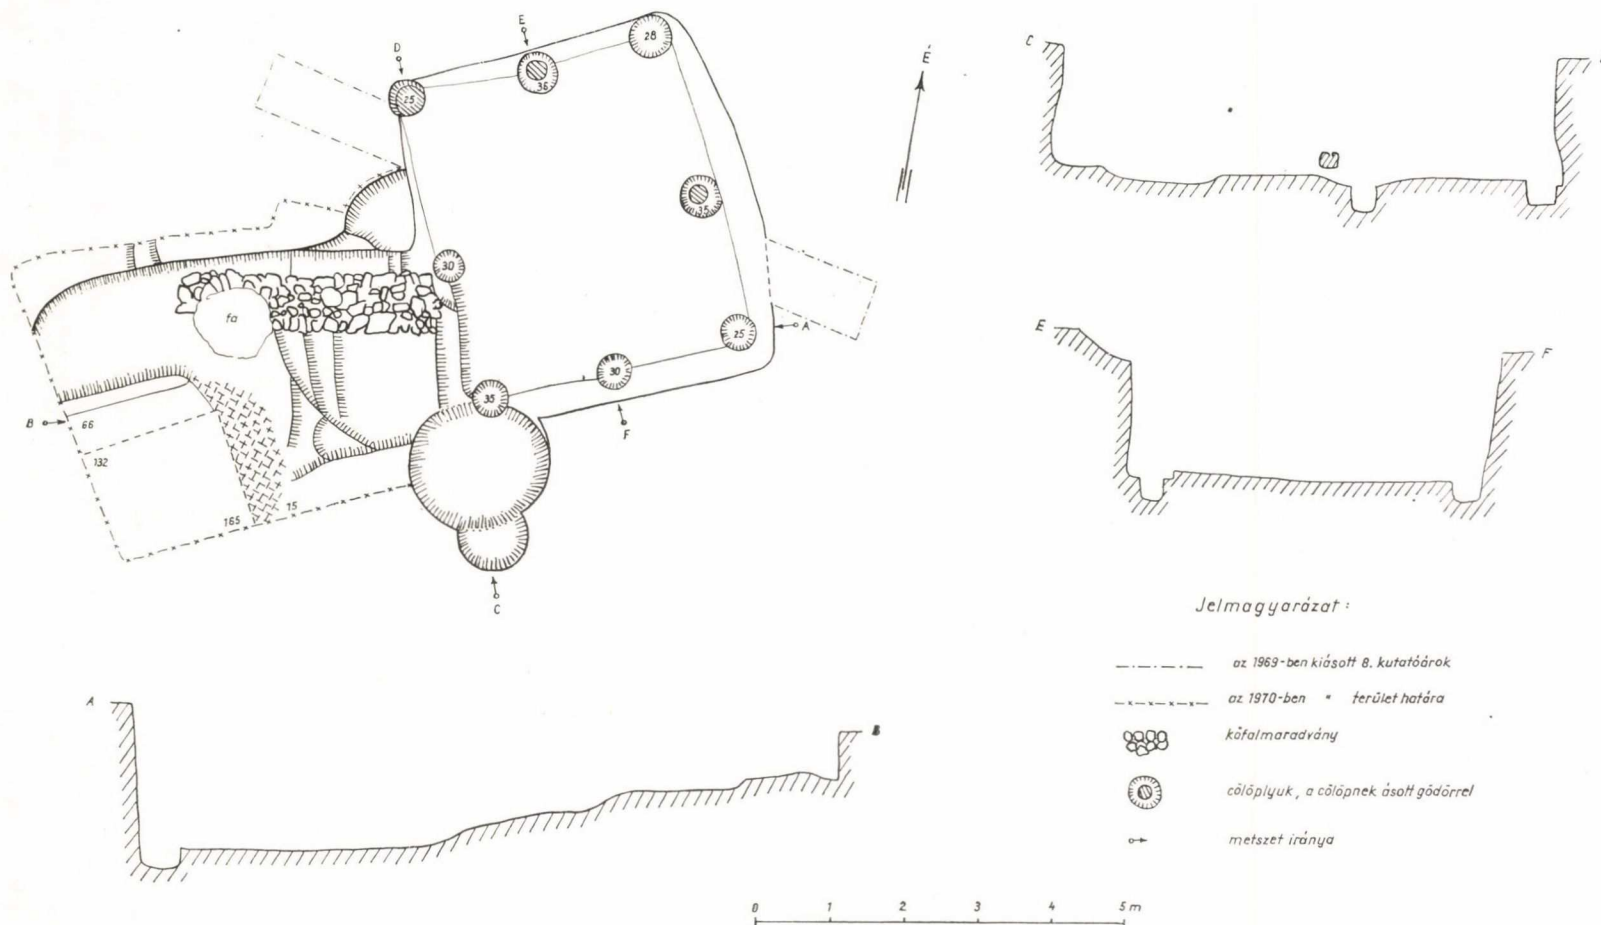 D
E
28
36
25
É
30
35
fa
A
25
30
35
B
66
F
132
165
15
C
C
E
F
A
B
Jelmagyarázat:
az 1969-ben kiásott 8. kutatóárok
az 1970-ben " terület határa
kőfalmaradvány
cölöplyuk, a cölöpnek ásott gödörrel
metszet iránya
0 1 2 3 4 5 m